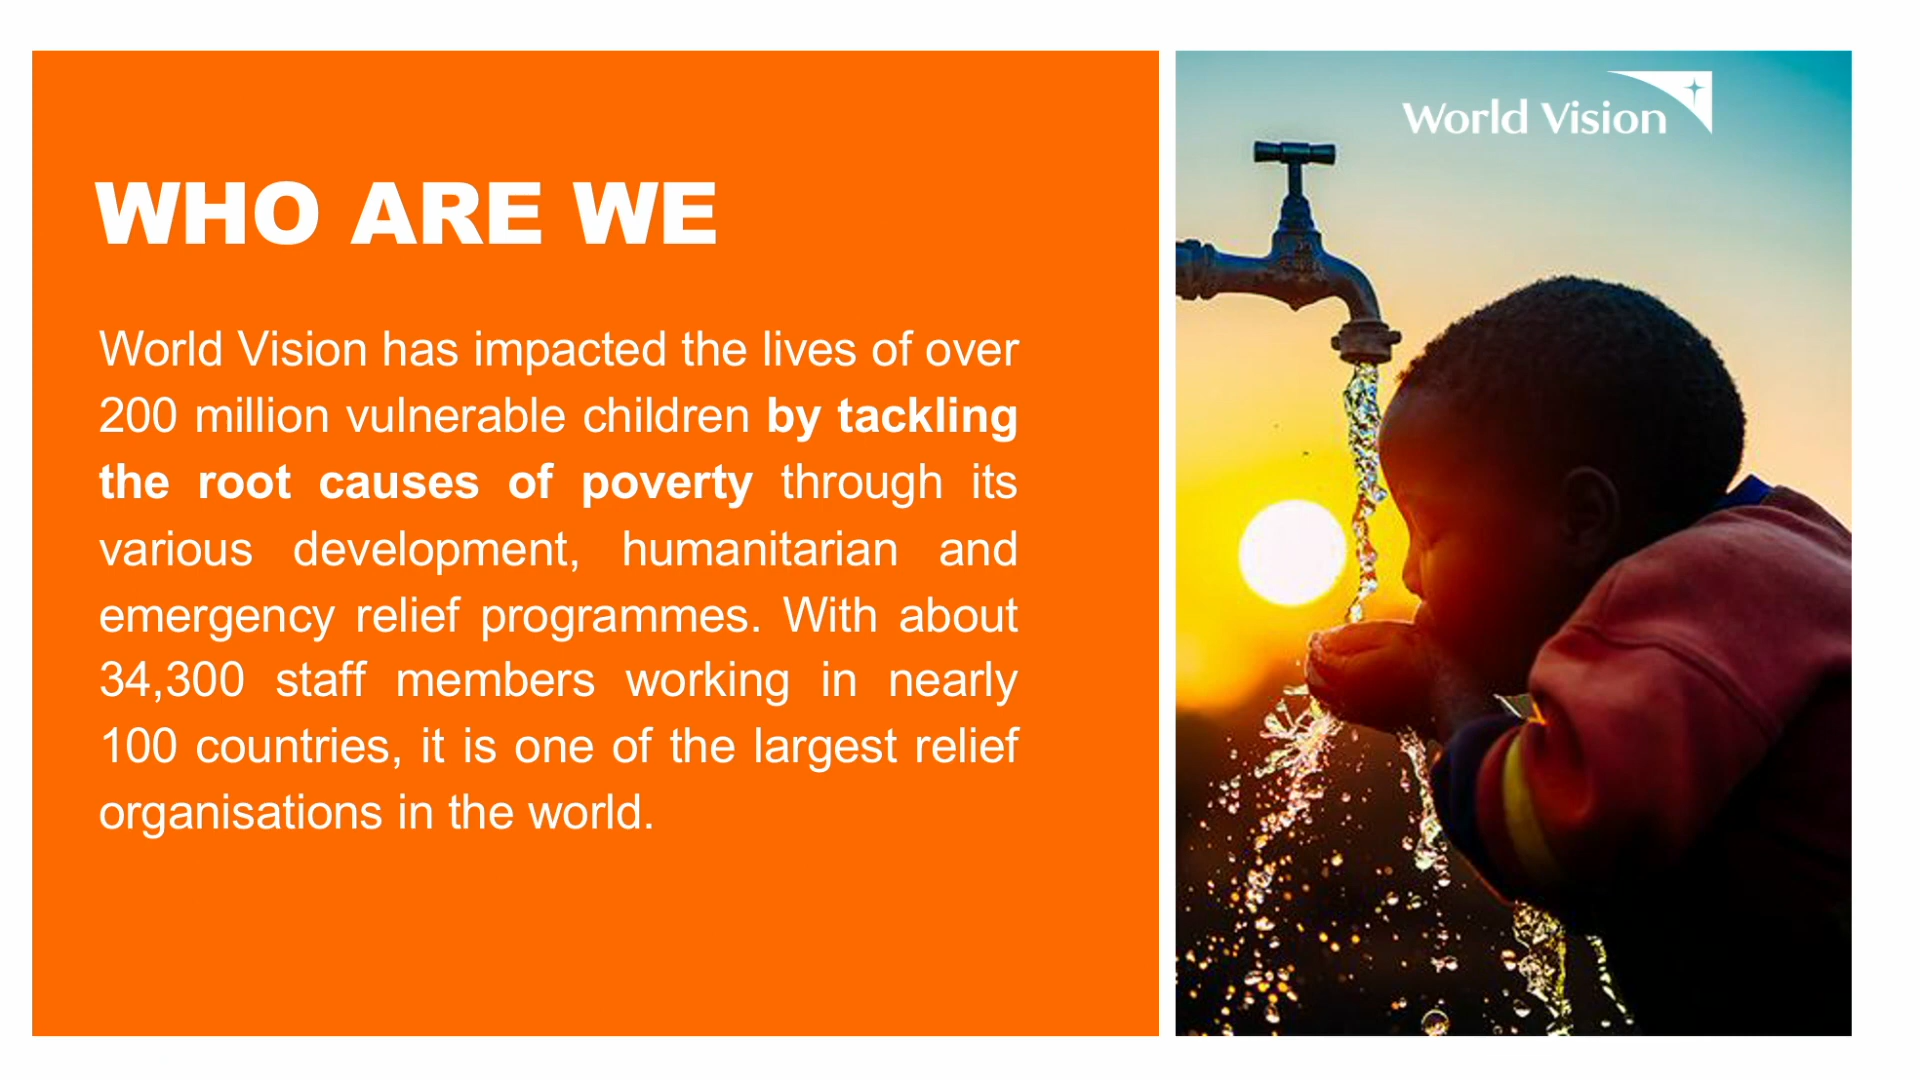 WHO ARE WE
World Vision has impacted the lives of over
200 million vulnerable children by tackling
the root causes of poverty through its
various development, humanitarian and
emergency relief programmes. With about
34,300 staff members working in nearly
100 countries, it is one of the largest relief
organisations in the world.
World Vision